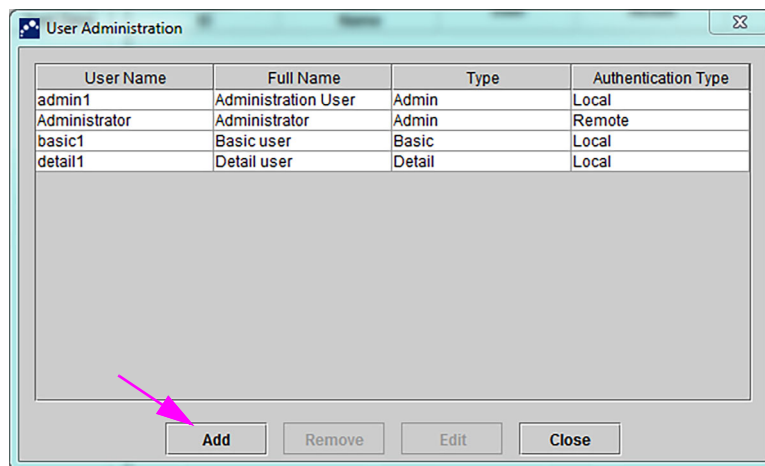 User Administration
User Name Full Name Type Authentication Type
admin1 Administration User Admin Local
Administrator Administrator Admin Remote
basic1 Basic user Basic Local
detail1 Detail user Detail Local
Add Remove Edit Close